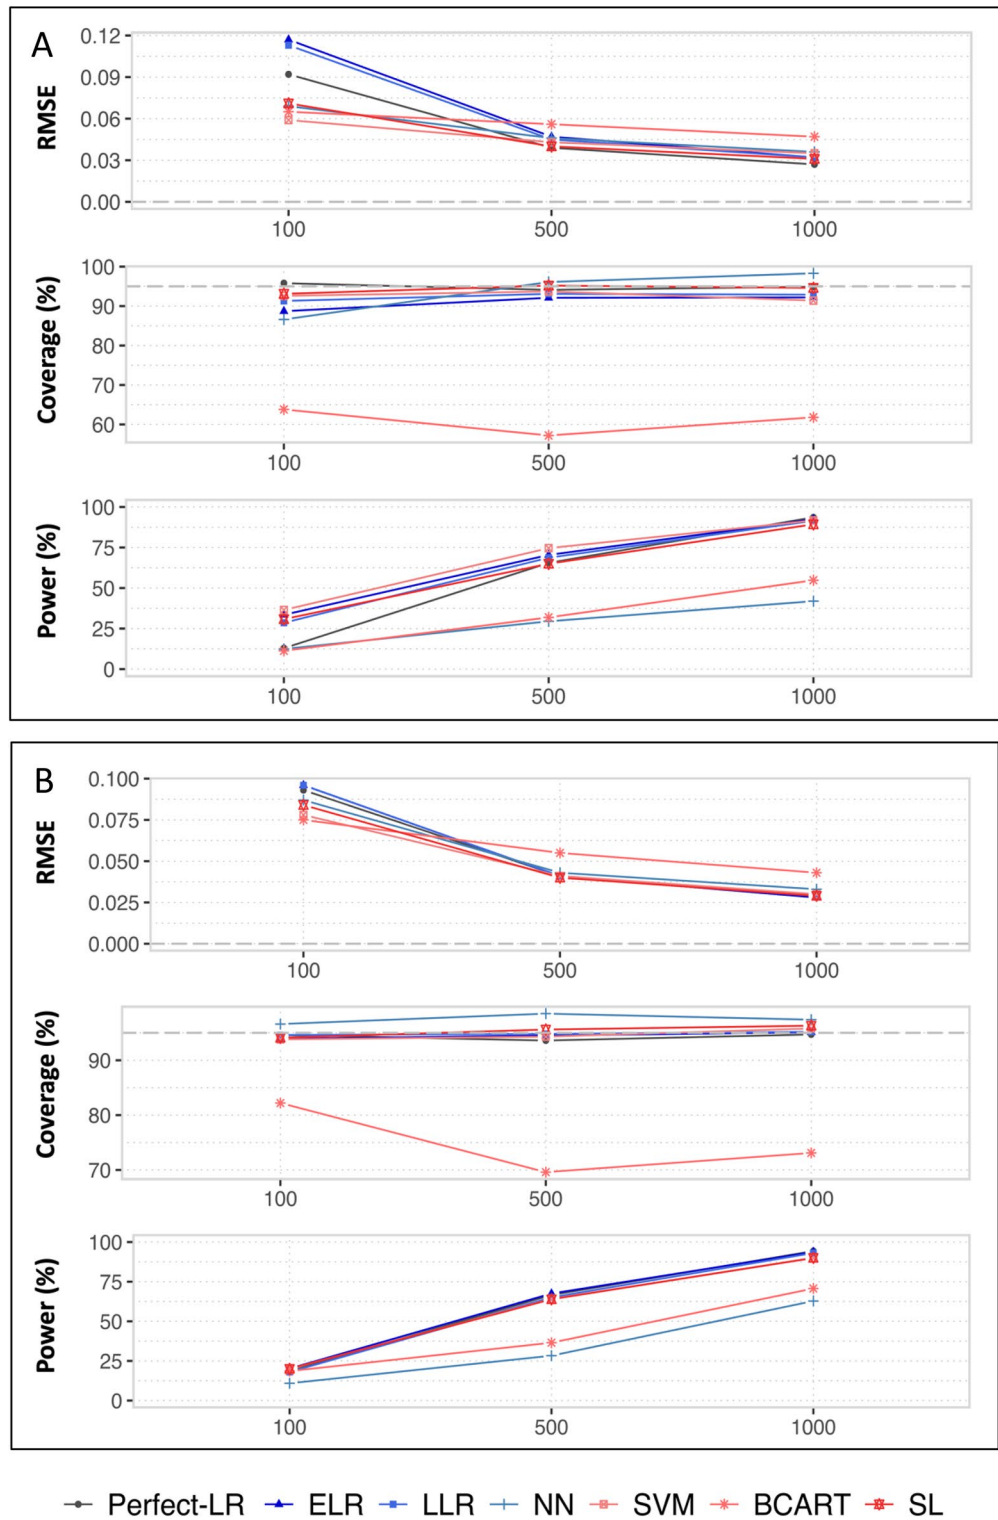 A
RMSE
0.12
0.09
0.06
0.03
0.00
100 500 1000
Coverage (%)
100
90
80
70
60
100 500 1000
Power (%)
100
75
50
25
0
100 500 1000
B
RMSE
0.100
0.075
0.050
0.025
0.000
100 500 1000
Coverage (%)
90
80
70
100 500 1000
Power (%)
100
75
50
25
0
100 500 1000
Perfect-LR ELR LLR NN SVM BCART SL